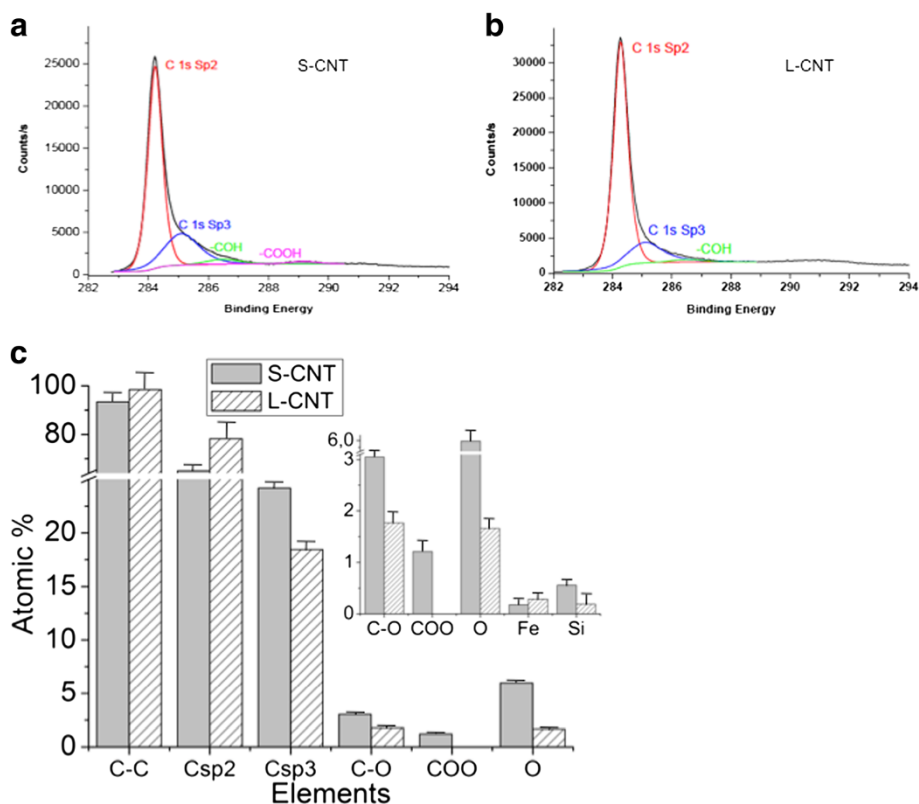 a
C 1s Sp2
S-CNT
25000
20000
15000
10000
5000
0
Counts/s
C 1s Sp3
-COH
-COOH
282 284 286 288 290 292 294
Binding Energy
b
C 1s Sp2
L-CNT
30000
25000
20000
15000
10000
5000
0
Counts/s
C 1s Sp3
-COH
282 284 286 288 290 292 294
Binding Energy
c
S-CNT
L-CNT
100
80
20
15
10
5
0
Atomic %
C-C Csp2 Csp3 C-O COO O
Elements
6,0
3
2
1
0
C-O COO O Fe Si